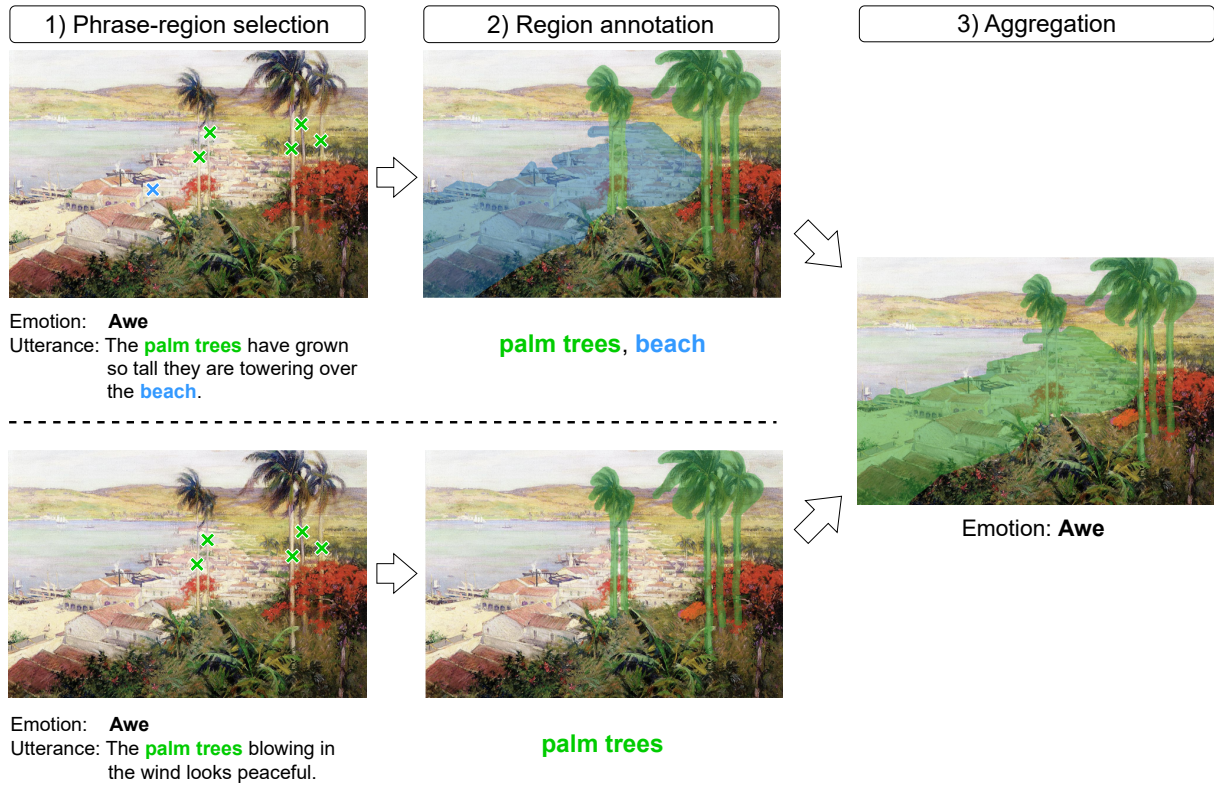 1) Phrase-region selection
2) Region annotation
3) Aggregation
Emotion: Awe
Utterance: The palm trees have grown
so tall they are towering over
the beach.
palm trees, beach
Emotion: Awe
Emotion: Awe
Utterance: The palm trees blowing in
the wind looks peaceful.
palm trees